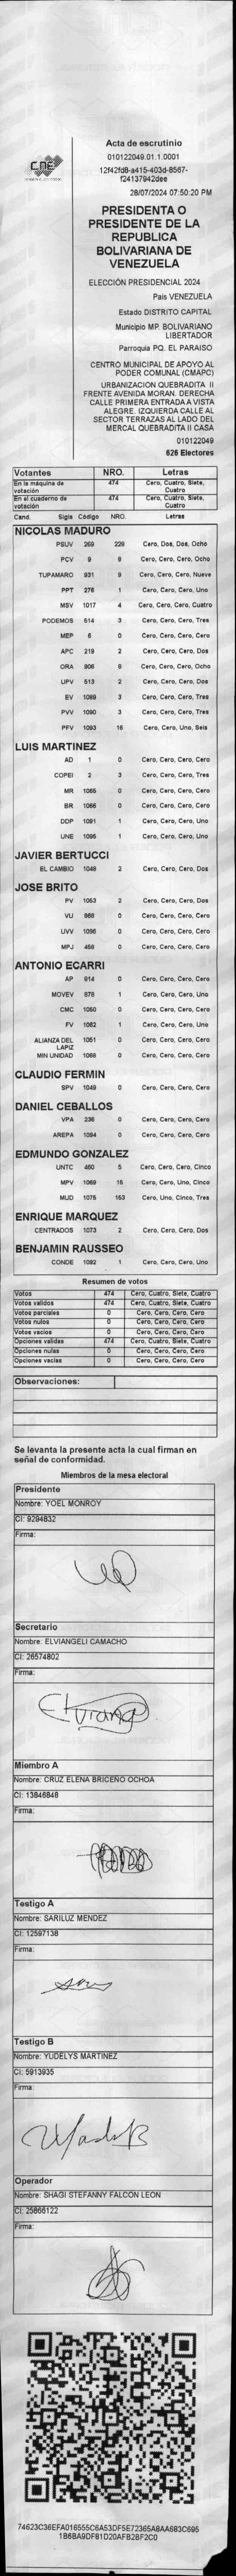 CNE
Acta de escrutinio
010122049.01.1.0001
12f42fd8-a415-403d-8567-
f24137942dee
28/07/2024 07:50:20 PM
PRESIDENTA O
PRESIDENTE DE LA
REPUBLICA
BOLIVARIANA DE
VENEZUELA
ELECCIÓN PRESIDENCIAL 2024
País VENEZUELA
Estado DISTRITO CAPITAL
Municipio MP. BOLIVARIANO
LIBERTADOR
Parroquia PQ. EL PARAISO
CENTRO MUNICIPAL DE APOYO AL
PODER COMUNAL (CMAPC)
URBANIZACION QUEBRADITA II
FRENTE AVENIDA MORAN. DERECHA
CALLE PRIMERA ENTRADA A VISTA
ALEGRE. IZQUIERDA CALLE AL
SECTOR TERRAZAS AL LADO DEL
MERCAL QUEBRADITA II CASA
010122049
626 Electores
Votantes NRO. Letras
En la máquina de votación 474 Cero, Cuatro, Siete, Cuatro
En el cuaderno de votación 474 Cero, Cuatro, Siete, Cuatro
Cand. Sigls Código NRO. Letras
NICOLAS MADURO
PSUV 269 228 Cero, Dos, Dos, Ocho
PCV 9 8 Cero, Cero, Cero, Ocho
TUPAMARO 931 9 Cero, Cero, Cero, Nueve
PPT 276 1 Cero, Cero, Cero, Uno
MSV 1017 4 Cero, Cero, Cero, Cuatro
PODEMOS 514 3 Cero, Cero, Cero, Tres
MEP 6 0 Cero, Cero, Cero, Cero
APC 219 2 Cero, Cero, Cero, Dos
ORA 906 8 Cero, Cero, Cero, Ocho
UPV 513 2 Cero, Cero, Cero, Dos
EV 1089 3 Cero, Cero, Cero, Tres
PVV 1090 3 Cero, Cero, Cero, Tres
PFV 1093 16 Cero, Cero, Uno, Seis
LUIS MARTINEZ
AD 1 0 Cero, Cero, Cero, Cero
COPEI 2 3 Cero, Cero, Cero, Tres
MR 1065 0 Cero, Cero, Cero, Cero
BR 1066 0 Cero, Cero, Cero, Cero
DDP 1091 1 Cero, Cero, Cero, Uno
UNE 1095 1 Cero, Cero, Cero, Uno
JAVIER BERTUCCI
EL CAMBIO 1048 2 Cero, Cero, Cero, Dos
JOSE BRITO
PV 1053 2 Cero, Cero, Cero, Dos
VU 868 0 Cero, Cero, Cero, Cero
UVV 1096 0 Cero, Cero, Cero, Cero
MPJ 458 0 Cero, Cero, Cero, Cero
ANTONIO ECARRI
AP 914 0 Cero, Cero, Cero, Cero
MOVEV 878 1 Cero, Cero, Cero, Uno
CMC 1050 0 Cero, Cero, Cero, Cero
FV 1062 1 Cero, Cero, Cero, Uno
ALIANZA DEL LAPIZ 1051 0 Cero, Cero, Cero, Cero
MIN UNIDAD 1068 0 Cero, Cero, Cero, Cero
CLAUDIO FERMIN
SPV 1049 0 Cero, Cero, Cero, Cero
DANIEL CEBALLOS
VPA 236 0 Cero, Cero, Cero, Cero
AREPA 1094 0 Cero, Cero, Cero, Cero
EDMUNDO GONZALEZ
UNTC 460 5 Cero, Cero, Cero, Cinco
MPV 1069 15 Cero, Cero, Uno, Cinco
MUD 1075 153 Cero, Uno, Cinco, Tres
ENRIQUE MARQUEZ
CENTRADOS 1073 2 Cero, Cero, Cero, Dos
BENJAMIN RAUSSEO
CONDE 1092 1 Cero, Cero, Cero, Uno
Resumen de votos
Votos 474 Cero, Cuatro, Siete, Cuatro
Votos validos 474 Cero, Cuatro, Siete, Cuatro
Votos parciales 0 Cero, Cero, Cero, Cero
Votos nulos 0 Cero, Cero, Cero, Cero
Votos vacios 0 Cero, Cero, Cero, Cero
Opciones validas 474 Cero, Cuatro, Siete, Cuatro
Opciones nulas 0 Cero, Cero, Cero, Cero
Opciones vacias 0 Cero, Cero, Cero, Cero
Observaciones:
Se levanta la presente acta la cual firman en
señal de conformidad.
Miembros de la mesa electoral
Presidente
Nombre: YOEL MONROY
CI: 9294832
Firma:
Secretario
Nombre: ELVIANGELI CAMACHO
CI: 26574802
Firma:
Miembro A
Nombre: CRUZ ELENA BRICEÑO OCHOA
CI: 13846848
Firma:
Testigo A
Nombre: SARILUZ MENDEZ
CI: 12597138
Firma:
Testigo B
Nombre: YUDELYS MARTINEZ
CI: 5913935
Firma:
Operador
Nombre: SHAGI STEFANNY FALCON LEON
CI: 25866122
Firma:
74623C36EFA016555C6A53DF5E72365A8AA683C695
1B6BA9DF81D20AFB2BF2C0